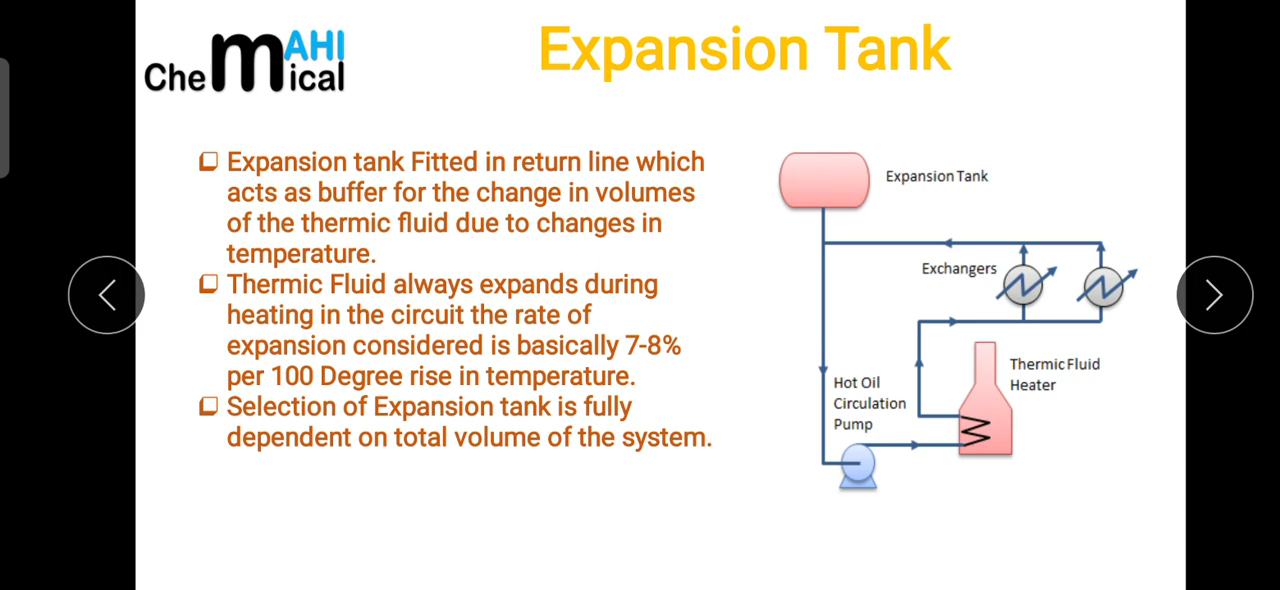 MAHI
CheMical
Expansion Tank
❑ Expansion tank Fitted in return line which
acts as buffer for the change in volumes
of the thermic fluid due to changes in
temperature.
❑ Thermic Fluid always expands during
heating in the circuit the rate of
expansion considered is basically 7-8%
per 100 Degree rise in temperature.
❑ Selection of Expansion tank is fully
dependent on total volume of the system.
Expansion Tank
Exchangers
Thermic Fluid
Heater
Hot Oil
Circulation
Pump